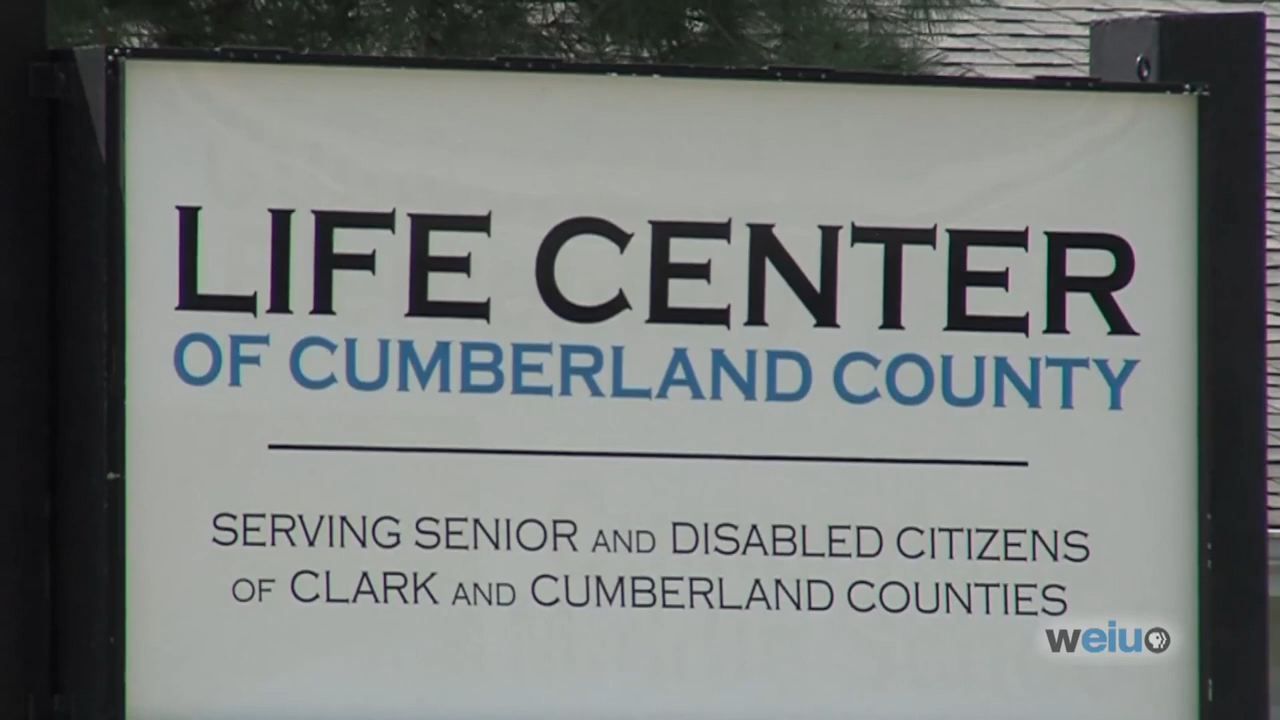 LIFE CENTER
OF CUMBERLAND COUNTY
SERVING SENIOR AND DISABLED CITIZENS
OF CLARK AND CUMBERLAND COUNTIES
weiu